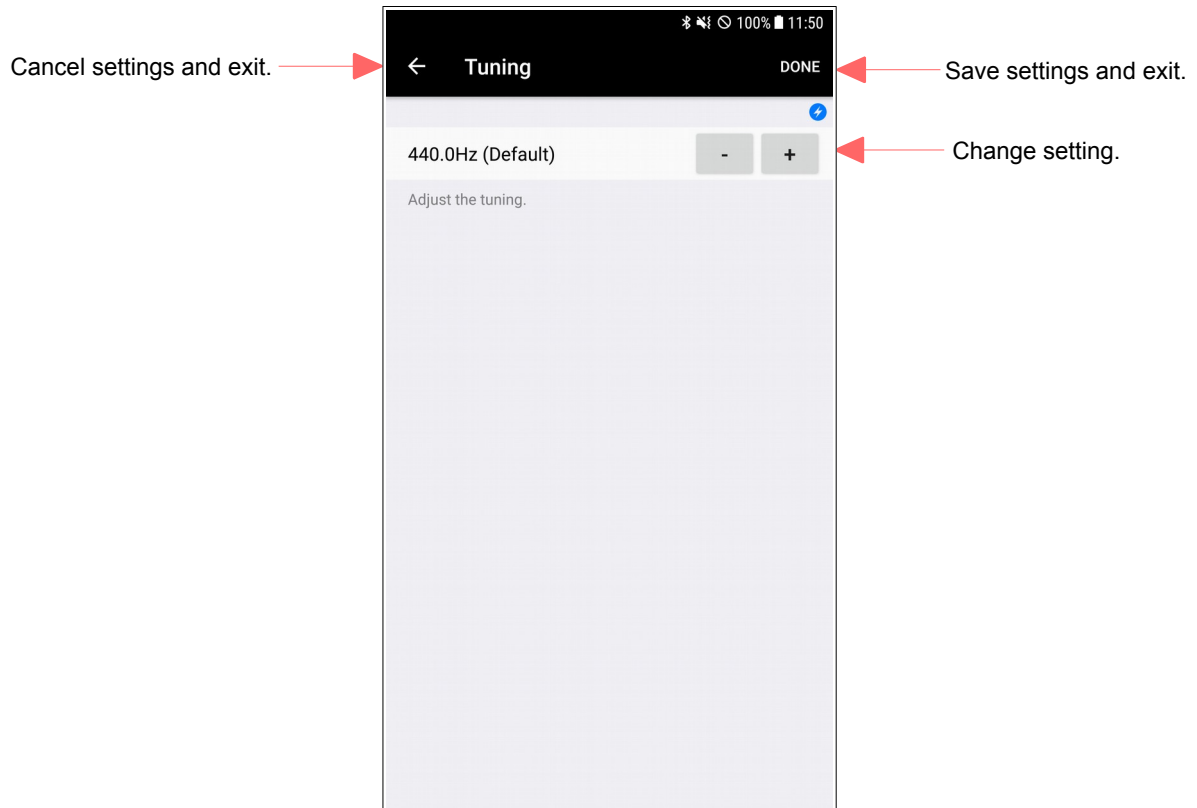 100% 11:50
Cancel settings and exit.
Tuning
DONE
Save settings and exit.
440.0Hz (Default)
-
+
Change setting.
Adjust the tuning.